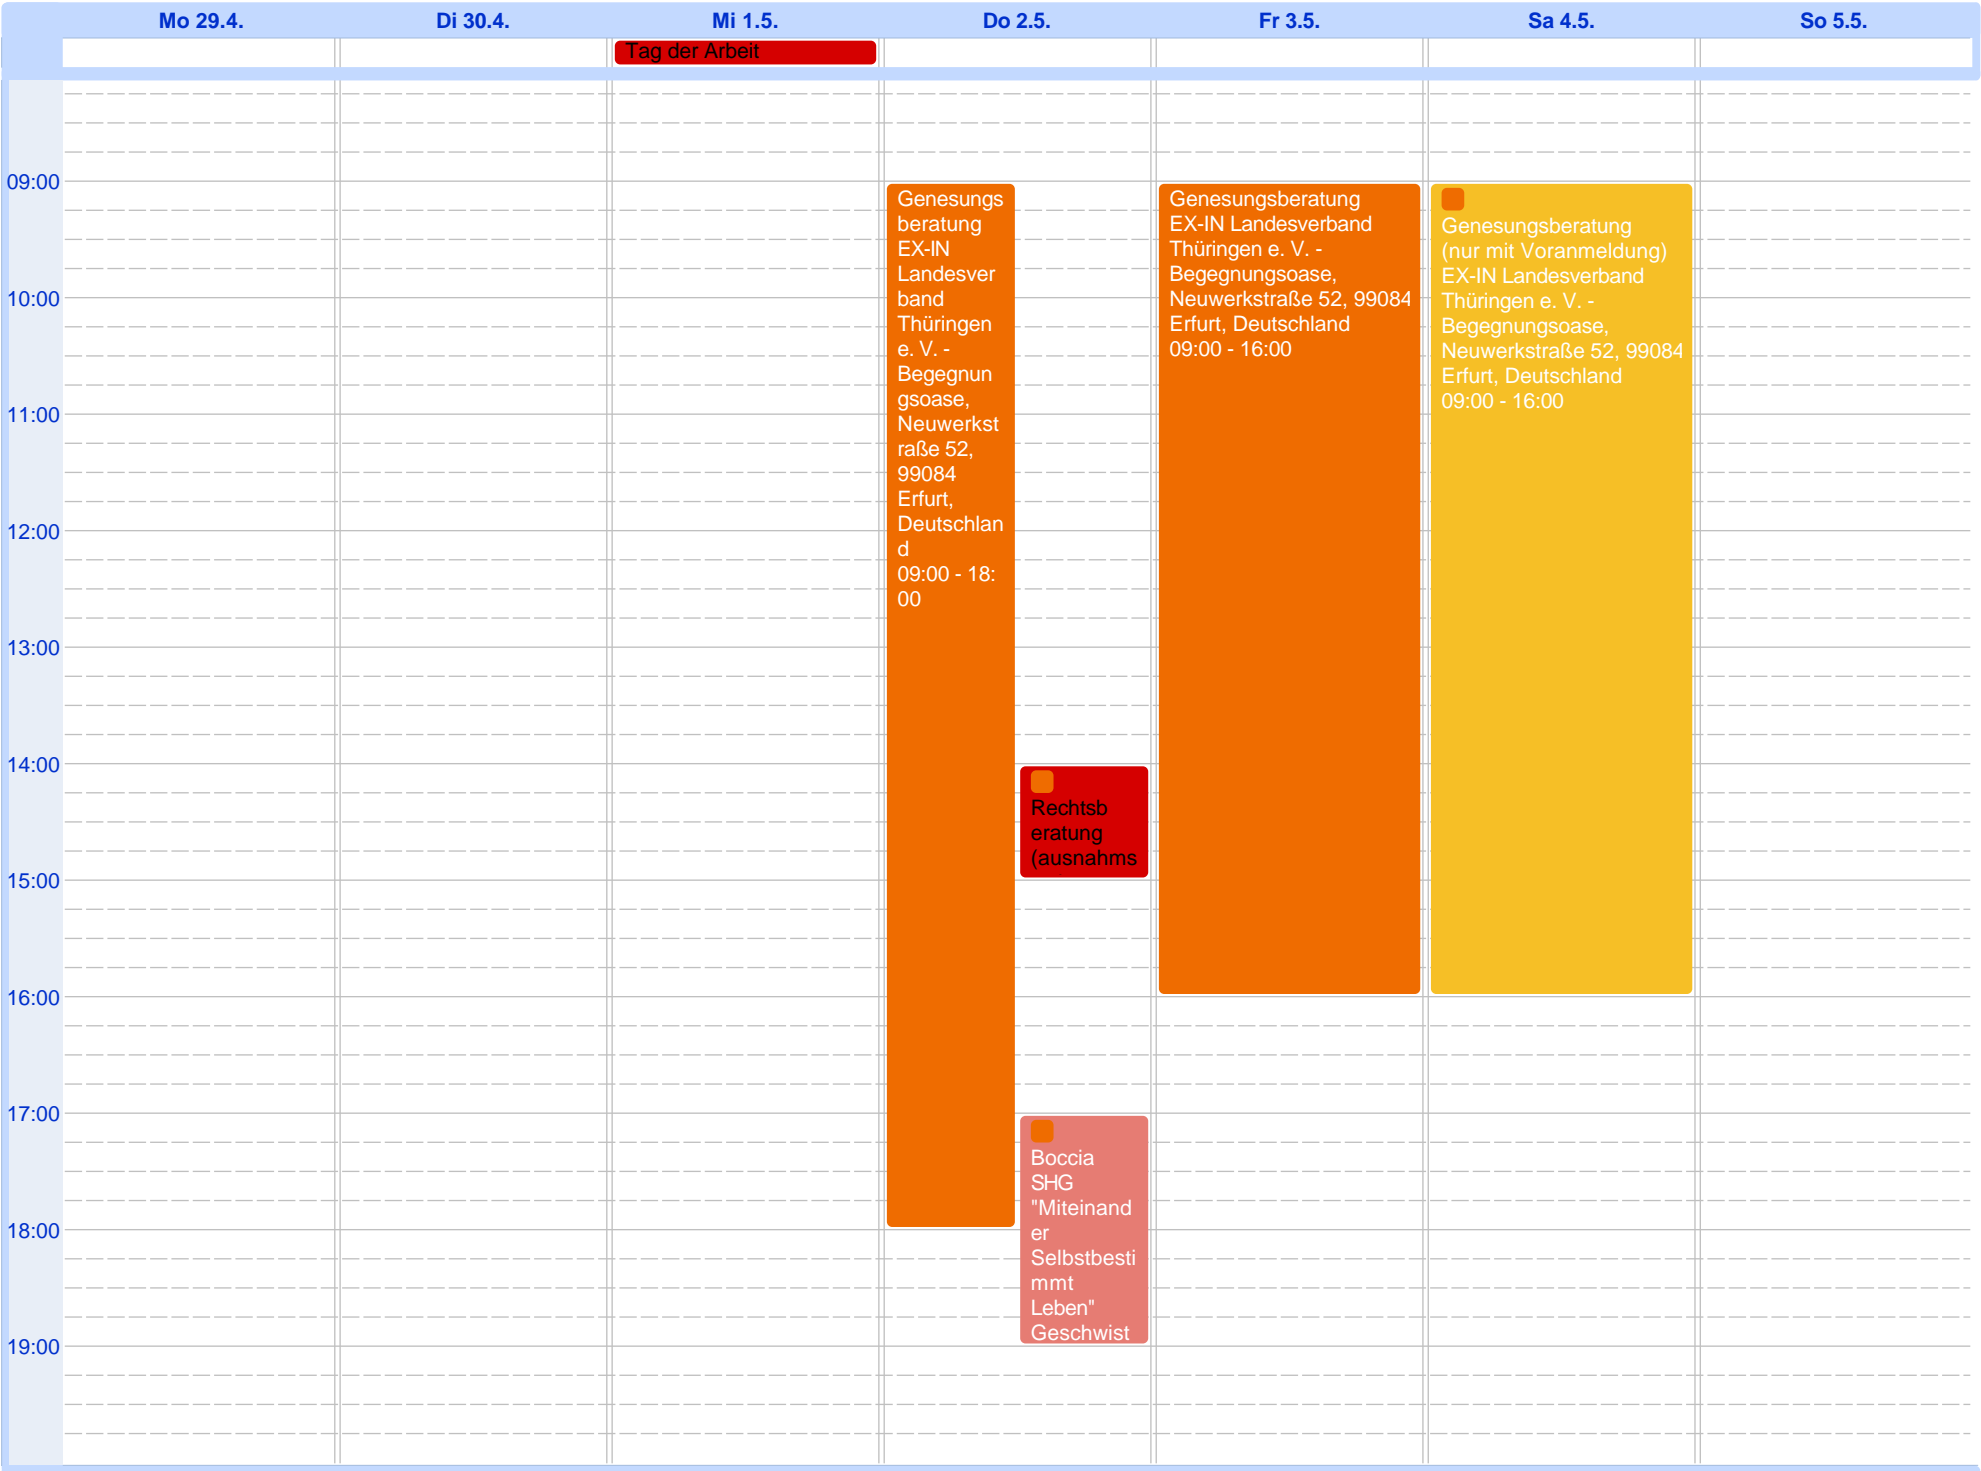 Mo 29.4.
Di 30.4.
Mi 1.5.
Do 2.5.
Fr 3.5.
Sa 4.5.
So 5.5.
Tag der Arbeit
09:00
10:00
11:00
12:00
13:00
14:00
15:00
16:00
17:00
18:00
19:00
Genesungs
beratung
EX-IN
Landesver
band
Thüringen
e. V. -
Begegnun
gsoase,
Neuwerkst
raße 52,
99084
Erfurt,
Deutschlan
d
09:00 - 18:
00
Rechtsb
eratung
(ausnahms
Boccia
SHG
"Miteinand
er
Selbstbesti
mmt
Leben"
Geschwist
Genesungsberatung
EX-IN Landesverband
Thüringen e. V. -
Begegnungsoase,
Neuwerkstraße 52, 99084
Erfurt, Deutschland
09:00 - 16:00
Genesungsberatung
(nur mit Voranmeldung)
EX-IN Landesverband
Thüringen e. V. -
Begegnungsoase,
Neuwerkstraße 52, 99084
Erfurt, Deutschland
09:00 - 16:00